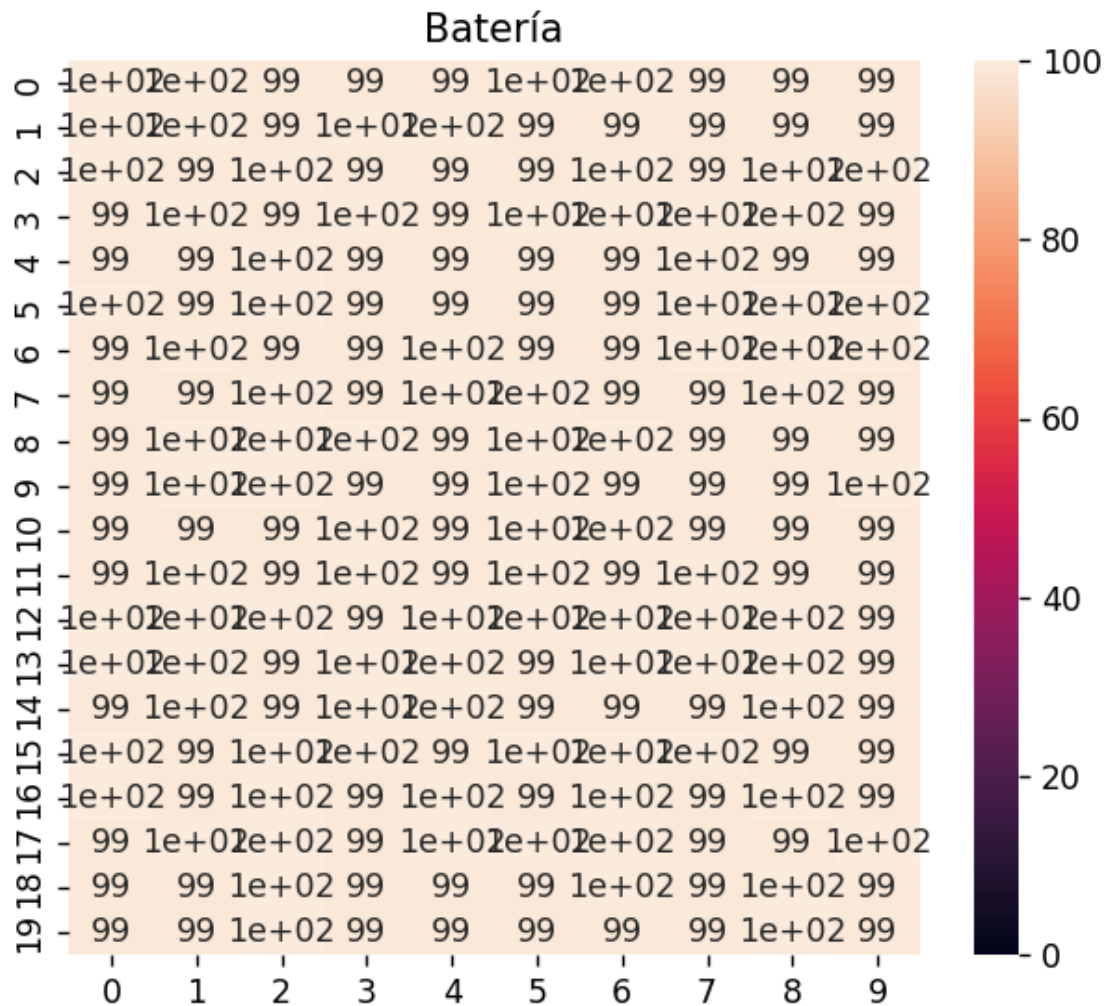 Batería
0 1e+02 1e+02 99 99 99 1e+02 1e+02 99 99 99
1 1e+02 1e+02 99 1e+02 1e+02 99 99 99 99 99
2 1e+02 99 1e+02 99 99 99 1e+02 99 1e+02 1e+02
3 99 1e+02 99 1e+02 99 1e+02 1e+02 1e+02 1e+02 99
4 99 99 1e+02 99 99 99 99 1e+02 99 99
5 1e+02 99 1e+02 99 99 99 99 1e+02 1e+02 1e+02
6 99 1e+02 99 99 1e+02 99 99 1e+02 1e+02 1e+02
7 99 99 1e+02 99 1e+02 1e+02 99 99 1e+02 99
8 99 1e+02 1e+02 1e+02 99 1e+02 1e+02 99 99 99
9 99 1e+02 1e+02 99 99 1e+02 99 99 99 1e+02
10 99 99 99 1e+02 99 1e+02 1e+02 99 99 99
11 99 1e+02 99 1e+02 99 1e+02 99 1e+02 99 99
12 1e+02 1e+02 1e+02 99 1e+02 1e+02 1e+02 1e+02 1e+02 99
13 1e+02 1e+02 99 1e+02 1e+02 99 1e+02 1e+02 1e+02 99
14 99 1e+02 99 1e+02 1e+02 99 99 99 1e+02 99
15 1e+02 99 1e+02 1e+02 99 1e+02 1e+02 1e+02 99 99
16 1e+02 99 1e+02 99 1e+02 99 1e+02 99 1e+02 99
17 99 1e+02 1e+02 99 1e+02 1e+02 1e+02 99 99 1e+02
18 99 99 1e+02 99 99 99 1e+02 99 1e+02 99
19 99 99 1e+02 99 99 99 99 99 1e+02 99
0 1 2 3 4 5 6 7 8 9
100
80
60
40
20
0